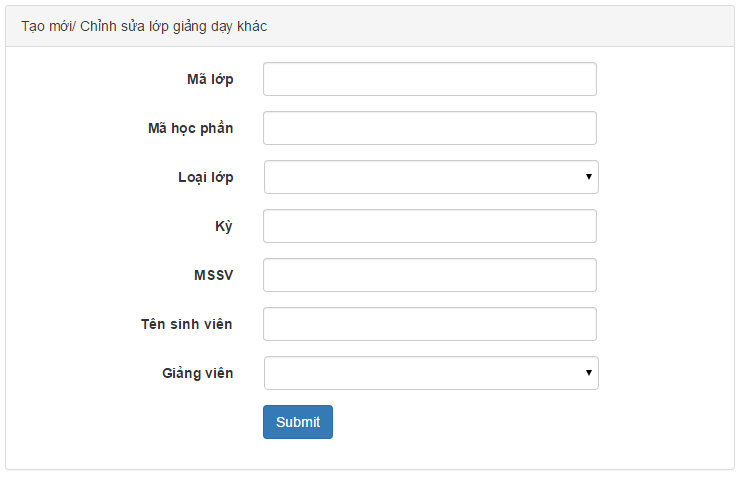 Tạo mới/ Chỉnh sửa lớp giảng dạy khác
Mã lớp
Mã học phần
Loại lớp
Kỳ
MSSV
Tên sinh viên
Giảng viên
Submit